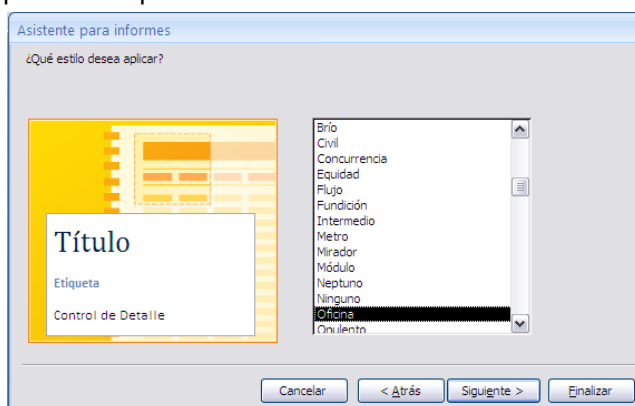 Asistente para informes
¿Qué estilo desea aplicar?
Título
Etiqueta
Control de Detalle
Brío
Civil
Concurrencia
Equidad
Flujo
Fundición
Intermedio
Metro
Mirador
Módulo
Neptuno
Ninguno
Oficina
Opulento
Cancelar
< Atrás
Siguiente >
Finalizar